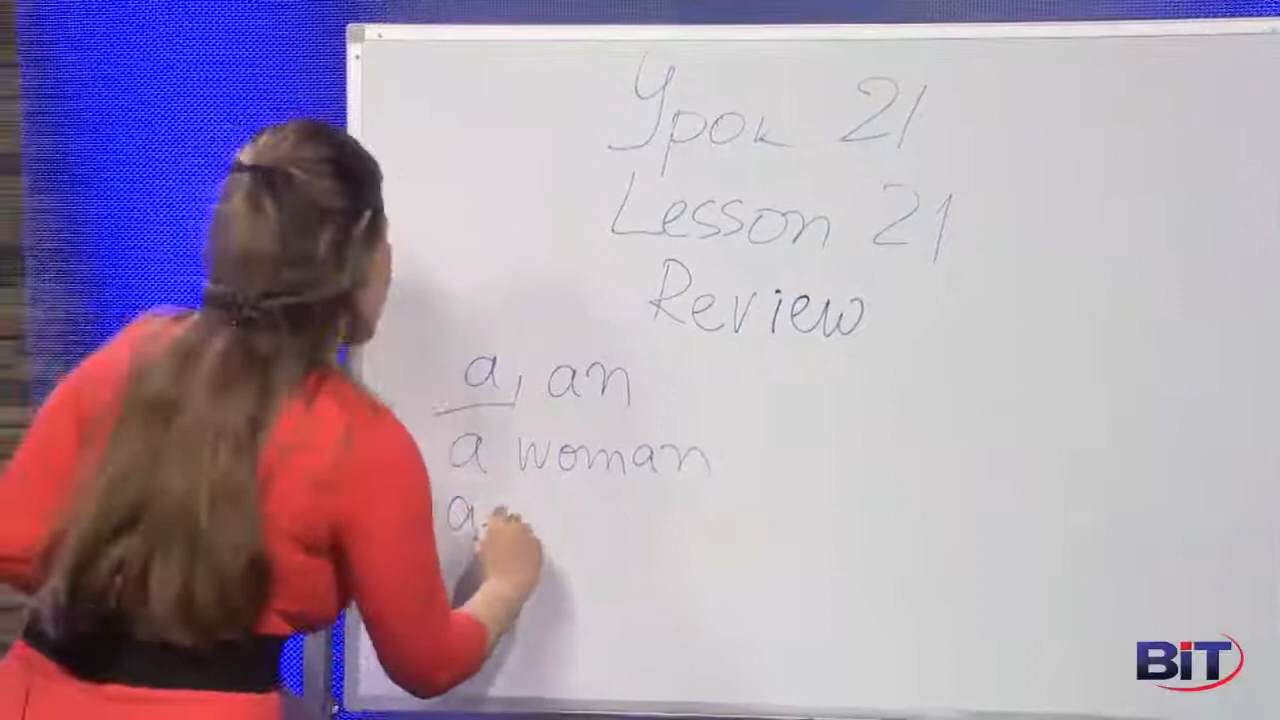 Урок 21
Lesson 21
Review
a, an
a woman
a
BiT